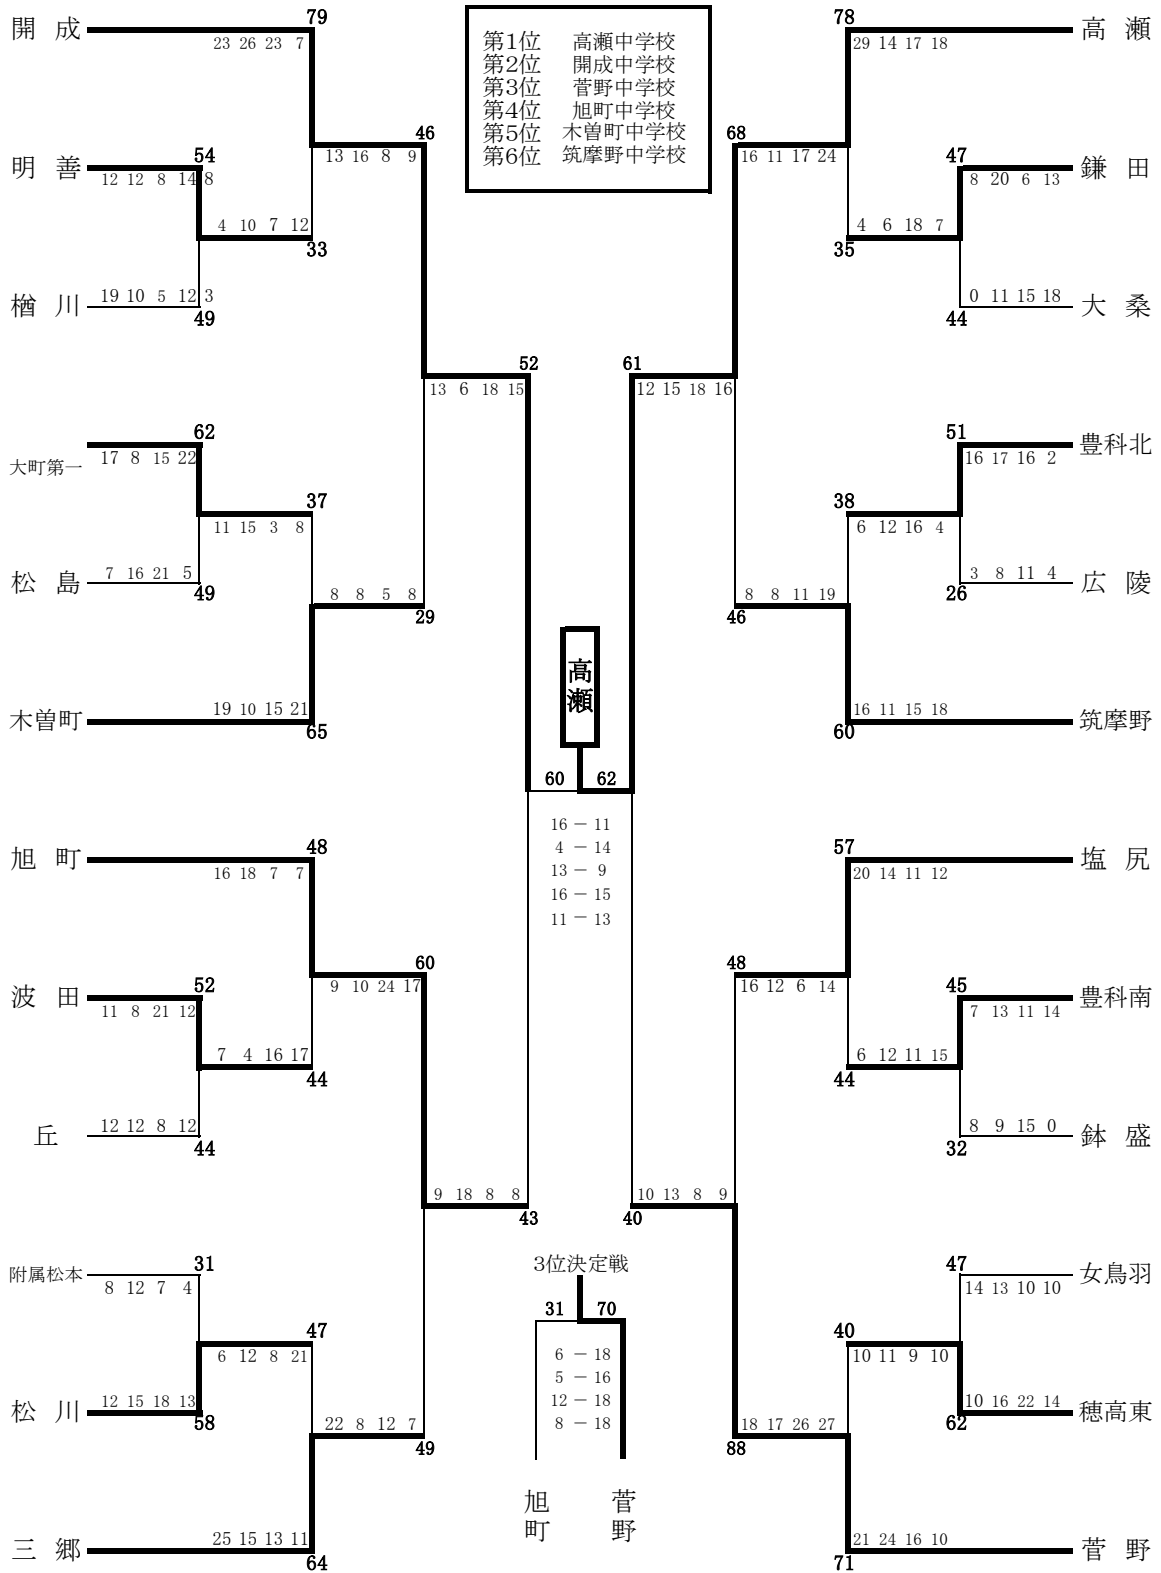 第1位 高瀬中学校
第2位 開成中学校
第3位 菅野中学校
第4位 旭町中学校
第5位 木曽町中学校
第6位 筑摩野中学校
79
開 成
23 26 23 7
46
13 16 8 9
54
明 善
12 12 8 14 8
4 10 7 12
33
19 10 5 12 3
楢 川
49
52
13 6 18 15
62
大町第一
17 8 15 22
37
11 15 3 8
7 16 21 5
松 島
49
8 8 5 8
29
19 10 15 21
木曽町
65
48
旭 町
16 18 7 7
60
9 10 24 17
52
波 田
11 8 21 12
7 4 16 17
44
12 12 8 12
丘
44
9 18 8 8
43
31
附属松本
8 12 7 4
47
6 12 8 21
12 15 18 13
松 川
58
22 8 12 7
49
25 15 13 11
三 郷
64
高瀬
60 62
16 － 11
4 － 14
13 － 9
16 － 15
11 － 13
3位決定戦
31 70
6 － 18
5 － 16
12 － 18
8 － 18
旭町
菅野
78
高 瀬
29 14 17 18
68
16 11 17 24
47
鎌 田
8 20 6 13
4 6 18 7
35
0 11 15 18
大 桑
44
61
12 15 18 16
51
豊科北
16 17 16 2
38
6 12 16 4
3 8 11 4
広 陵
26
8 8 11 19
46
16 11 15 18
筑摩野
60
57
塩 尻
20 14 11 12
48
16 12 6 14
45
豊科南
7 13 11 14
6 12 11 15
44
8 9 15 0
鉢 盛
32
10 13 8 9
40
47
女鳥羽
14 13 10 10
40
10 11 9 10
10 16 22 14
穂高東
62
18 17 26 27
88
21 24 16 10
菅 野
71